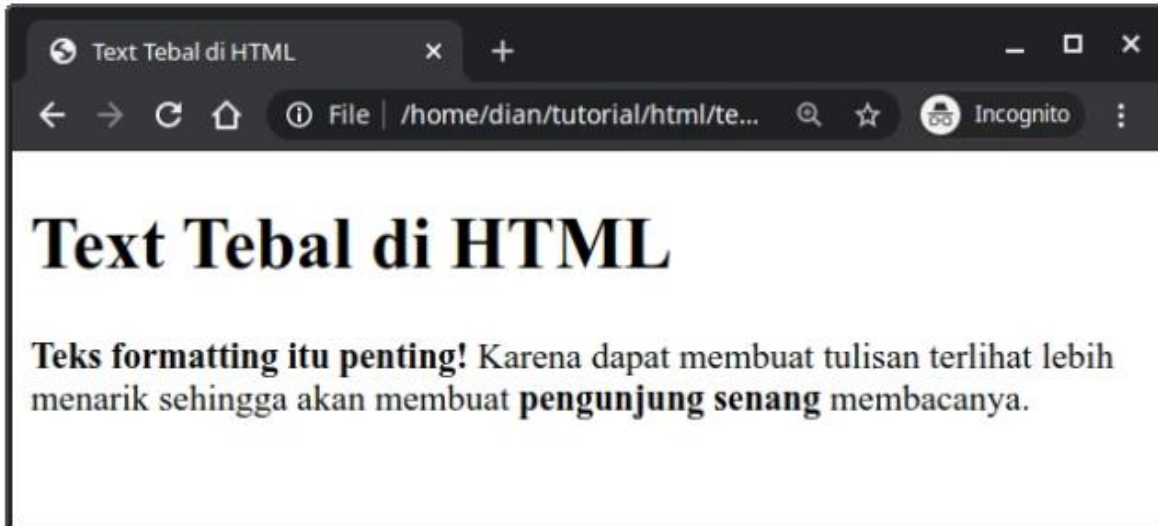 Text Tebal di HTML
File /home/dian/tutorial/html/te... Incognito
Text Tebal di HTML
Teks formatting itu penting! Karena dapat membuat tulisan terlihat lebih
menarik sehingga akan membuat pengunjung senang membacanya.